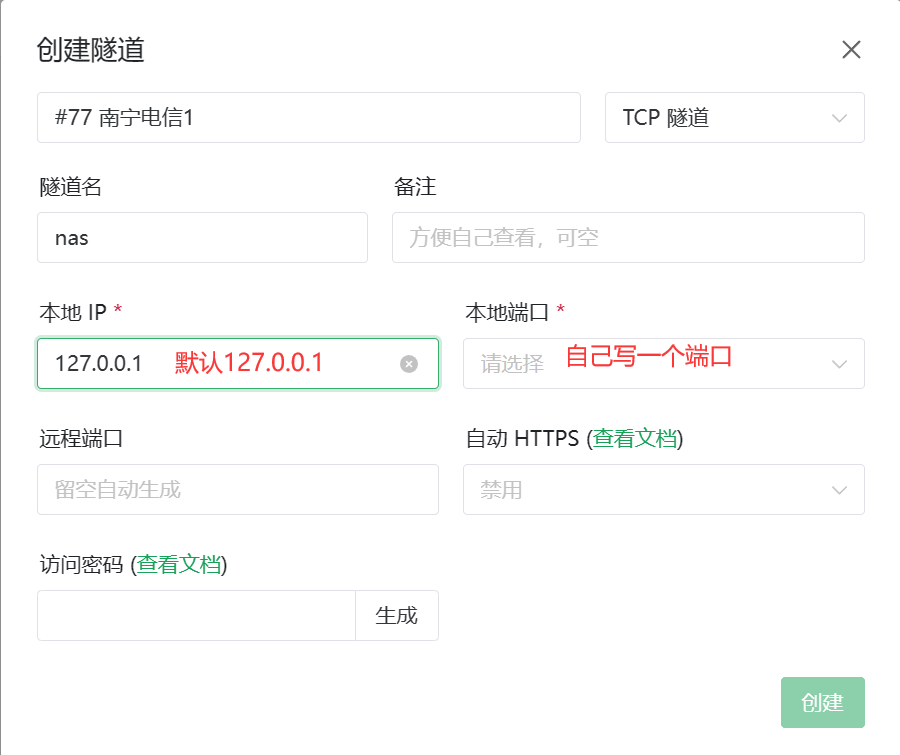 创建隧道
#77 南宁电信1 TCP 隧道
隧道名 备注
nas 方便自己查看，可空
本地 IP * 本地端口 *
127.0.0.1 默认127.0.0.1 请选择 自己写一个端口
远程端口 自动 HTTPS (查看文档)
留空自动生成 禁用
访问密码 (查看文档)
生成
创建